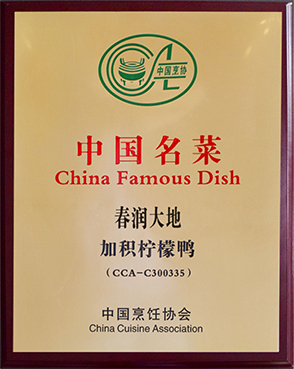 中国烹协
中国名菜
China Famous Dish
春润大地
加积柠檬鸭
(CCA-C300335)
中国烹饪协会
China Cuisine Association